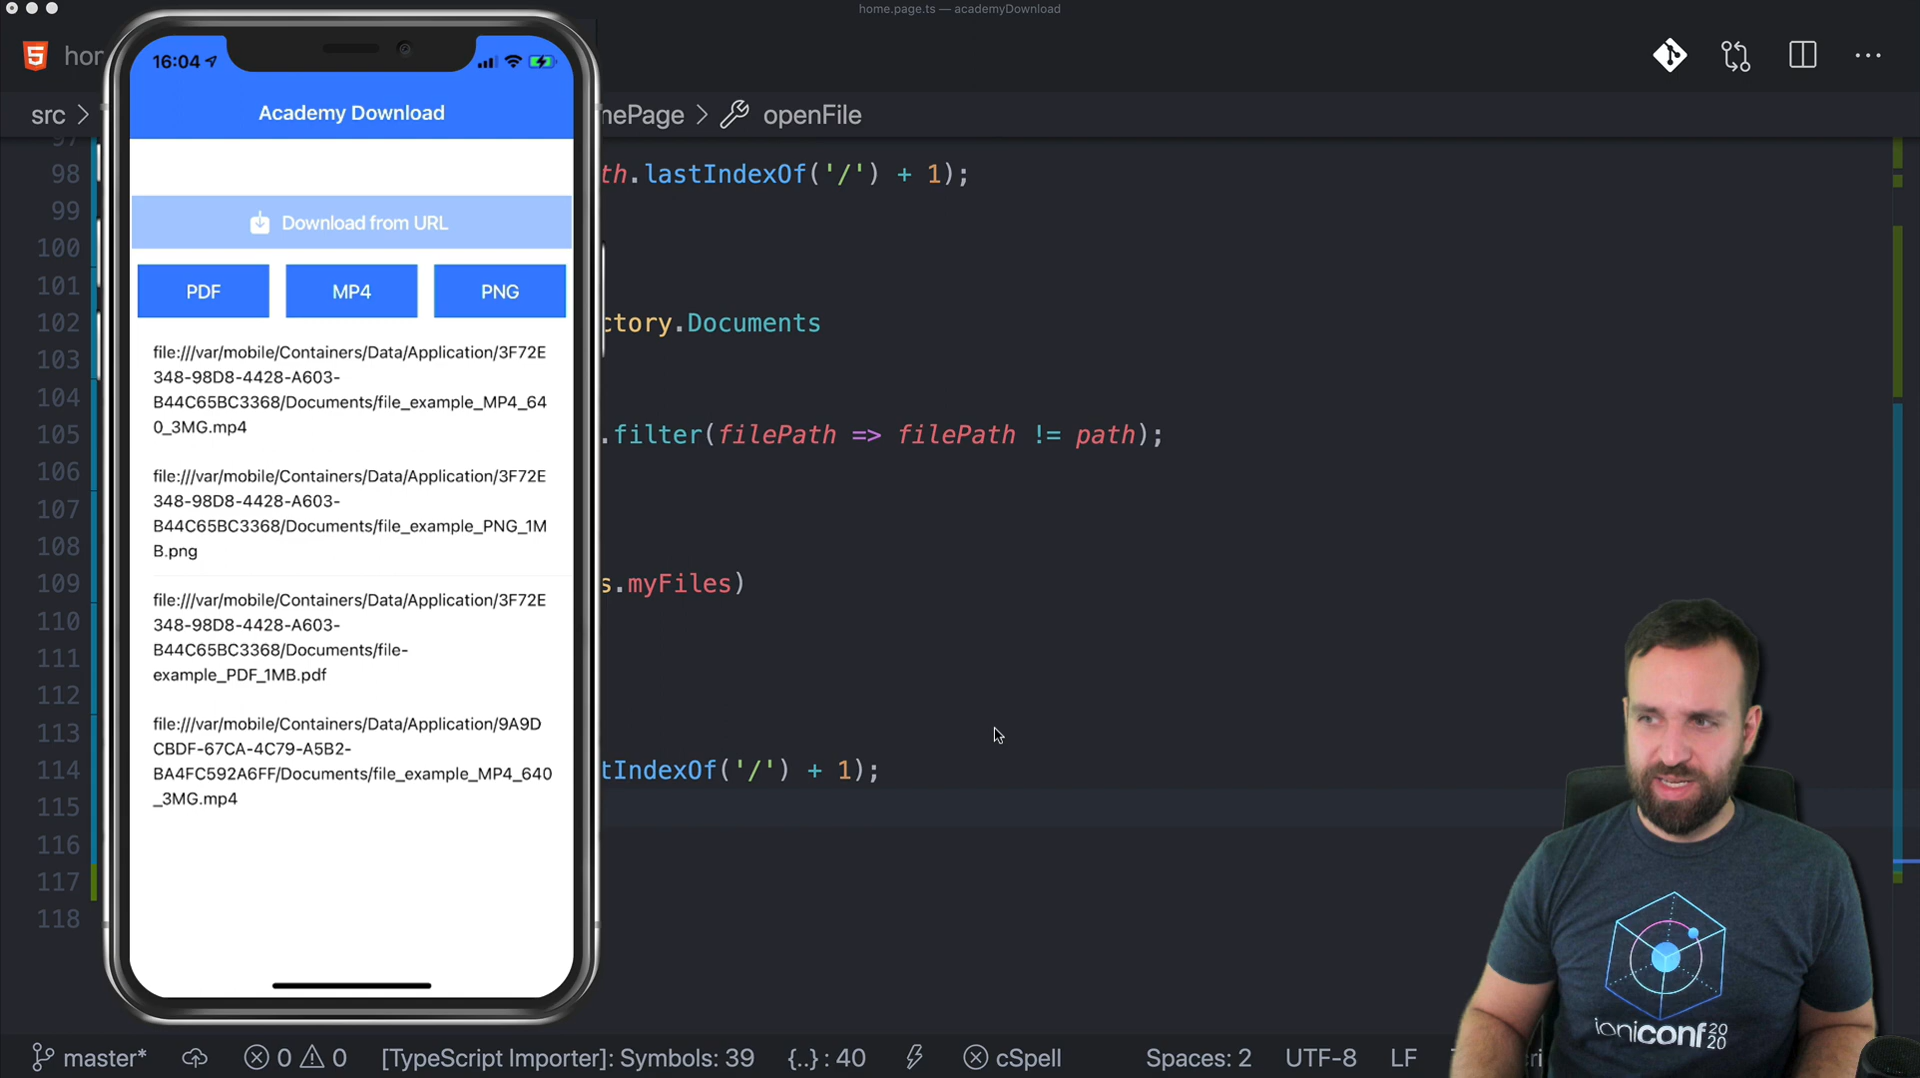 home.page.ts — academyDownload
hor
src > ePage > openFile
16:04
Academy Download
Download from URL
PDF MP4 PNG
file:///var/mobile/Containers/Data/Application/3F72E
348-98D8-4428-A603-
B44C65BC3368/Documents/file_example_MP4_64
0_3MG.mp4
file:///var/mobile/Containers/Data/Application/3F72E
348-98D8-4428-A603-
B44C65BC3368/Documents/file_example_PNG_1M
B.png
file:///var/mobile/Containers/Data/Application/3F72E
348-98D8-4428-A603-
B44C65BC3368/Documents/file-
example_PDF_1MB.pdf
file:///var/mobile/Containers/Data/Application/9A9D
CBDF-67CA-4C79-A5B2-
BA4FC592A6FF/Documents/file_example_MP4_640
_3MG.mp4
97
98 th.lastIndexOf('/') + 1);
99
100
101
102 ctory.Documents
103
104
105 .filter(filePath => filePath != path);
106
107
108
109 s.myFiles)
110
111
112
113
114 tIndexOf('/') + 1);
115
116
117
118
ioniconf 20
20
master* 0 0 [TypeScript Importer]: Symbols: 39 {..} : 40 cSpell Spaces: 2 UTF-8 LF